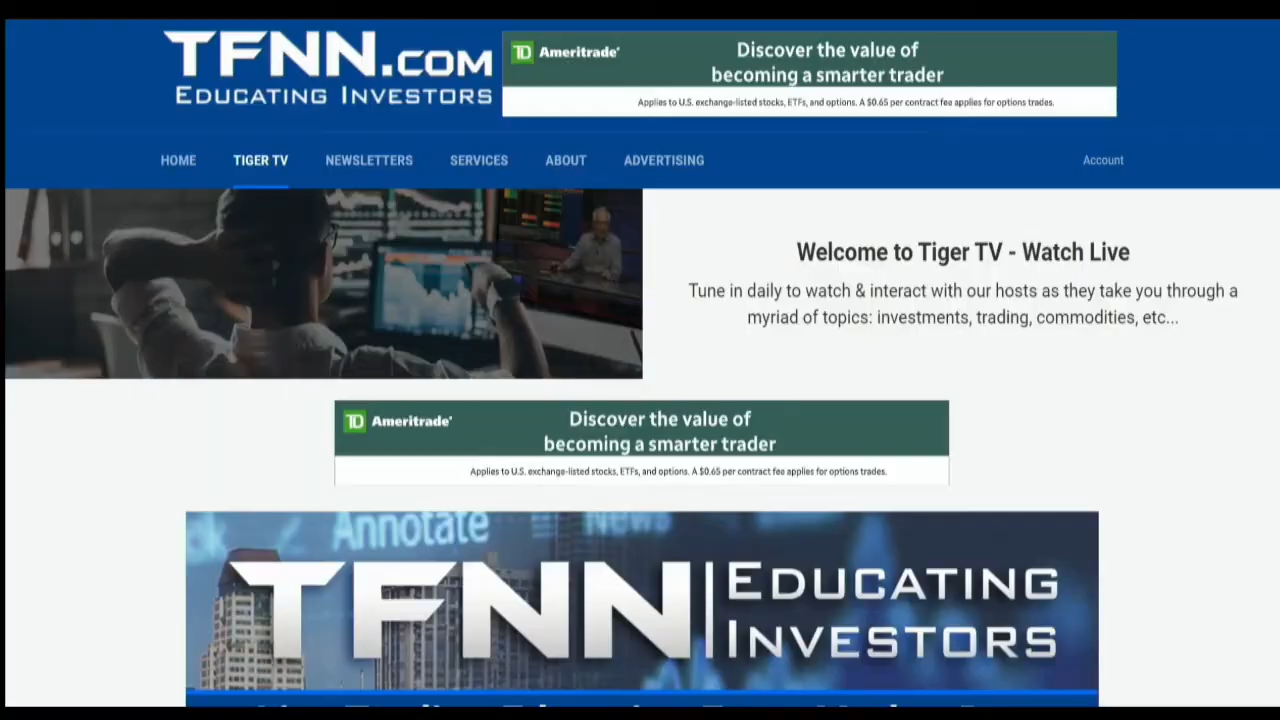 TFNN.COM
EDUCATING INVESTORS
TD Ameritrade
Discover the value of
becoming a smarter trader
Applies to U.S. exchange-listed stocks, ETFs, and options. A $0.65 per contract fee applies for options trades.
HOME TIGER TV NEWSLETTERS SERVICES ABOUT ADVERTISING Account
Welcome to Tiger TV - Watch Live
Tune in daily to watch & interact with our hosts as they take you through a
myriad of topics: investments, trading, commodities, etc...
TD Ameritrade
Discover the value of
becoming a smarter trader
Applies to U.S. exchange-listed stocks, ETFs, and options. A $0.65 per contract fee applies for options trades.
Annotate News
TFNN EDUCATING
INVESTORS